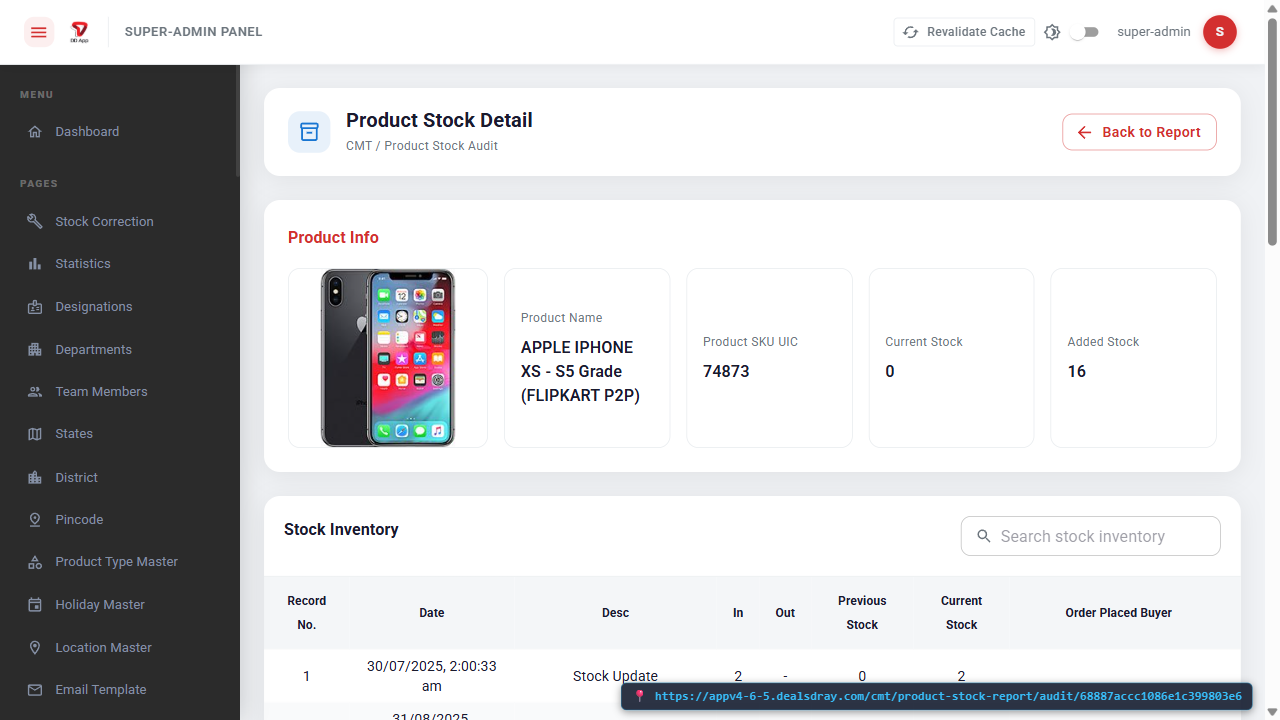 DD App
SUPER-ADMIN PANEL
Revalidate Cache
super-admin
S
MENU
Dashboard
PAGES
Stock Correction
Statistics
Designations
Departments
Team Members
States
District
Pincode
Product Type Master
Holiday Master
Location Master
Email Template
Product Stock Detail
CMT / Product Stock Audit
Back to Report
Product Info
Product Name
APPLE IPHONE
XS - S5 Grade
(FLIPKART P2P)
Product SKU UIC
74873
Current Stock
0
Added Stock
16
Stock Inventory
Search stock inventory
Record
No.
Date
Desc
In
Out
Previous
Stock
Current
Stock
Order Placed Buyer
1
30/07/2025, 2:00:33
am
Stock Update
2
-
0
2
31/08/2025,
https://appv4-6-5.dealsdray.com/cmt/product-stock-report/audit/68887accc1086e1c399803e6